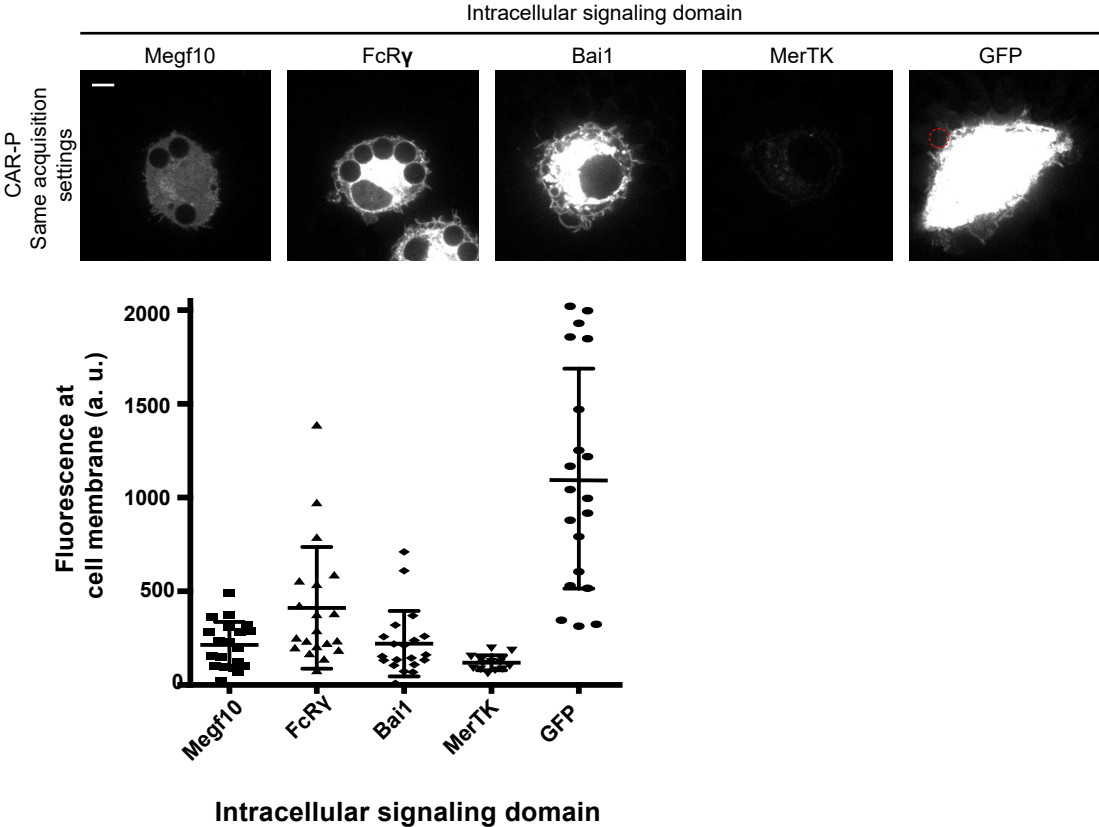 Intracellular signaling domain
Megf10
FcRγ
Bai1
MerTK
GFP
CAR-P
Same acquisition
settings
Fluorescence at
cell membrane (a. u.)
2000
1500
1000
500
0
Megf10
FcRγ
Bai1
MerTK
GFP
Intracellular signaling domain